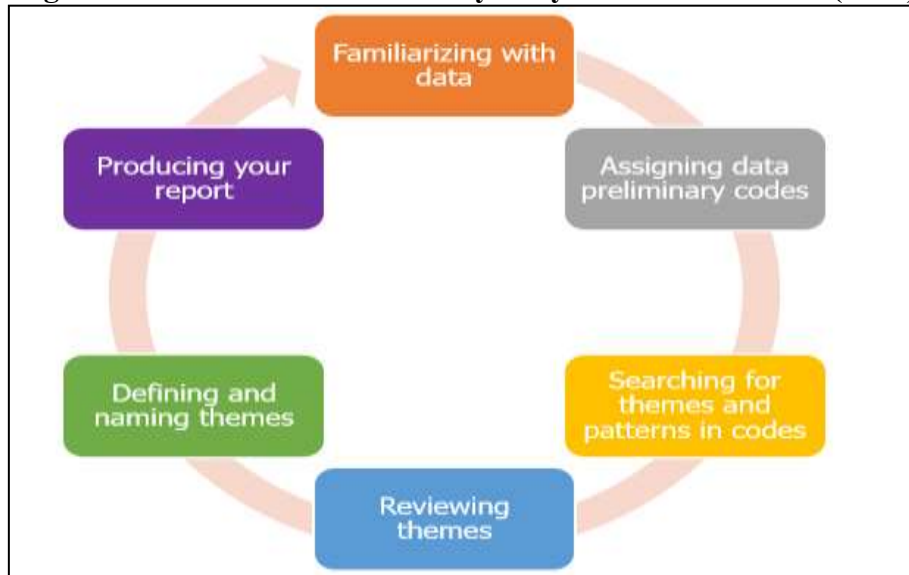 Familiarizing with
data
Assigning data
preliminary codes
Searching for
themes and
patterns in codes
Reviewing
themes
Defining and
naming themes
Producing your
report